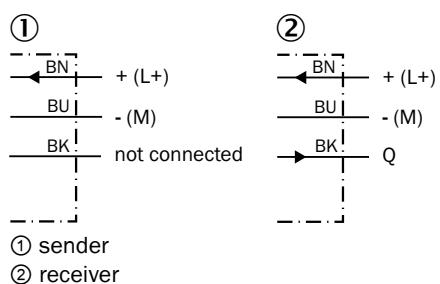 ① ②
BN + (L+) BN + (L+)
BU - (M) BU - (M)
BK not connected BK Q
① sender
② receiver